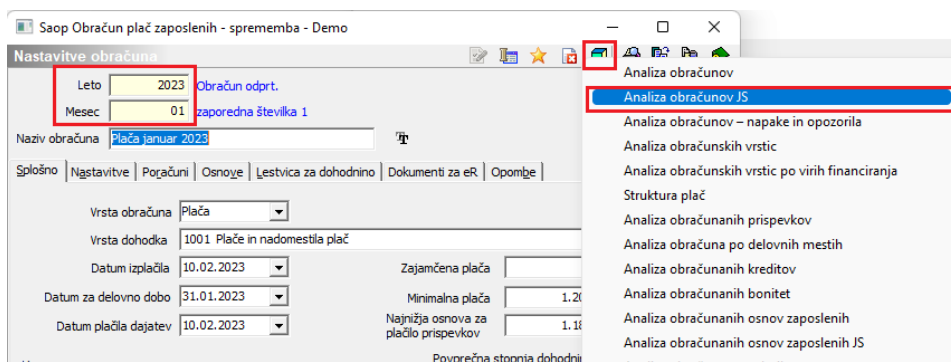 Saop Obračun plač zaposlenih - sprememba - Demo
Nastavitve obračuna
Leto 2023 Obračun odprt.
Mesec 01 zaporedna številka 1
Naziv obračuna Plača januar 2023
Splošno Nastavitve Poračuni Osnove Lestvica za dohodnino Dokumenti za eR Opombe
Vrsta obračuna Plača
Vrsta dohodka 1001 Plače in nadomestila plač
Datum izplačila 10.02.2023 Zajamčena plača
Datum za delovno dobo 31.01.2023 Minimalna plača 1.20
Najnižja osnova za
Datum plačila dajatev 10.02.2023 plačilo prispevkov 1.18
Povprečna stopnja
Analiza obračunov
Analiza obračunov JS
Analiza obračunov – napake in opozorila
Analiza obračunskih vrstic
Analiza obračunskih vrstic po virih financiranja
Struktura plač
Analiza obračunanih prispevkov
Analiza obračuna po delovnih mestih
Analiza obračunanih kreditov
Analiza obračunanih bonitet
Analiza obračunanih osnov zaposlenih
Analiza obračunanih osnov zaposlenih JS